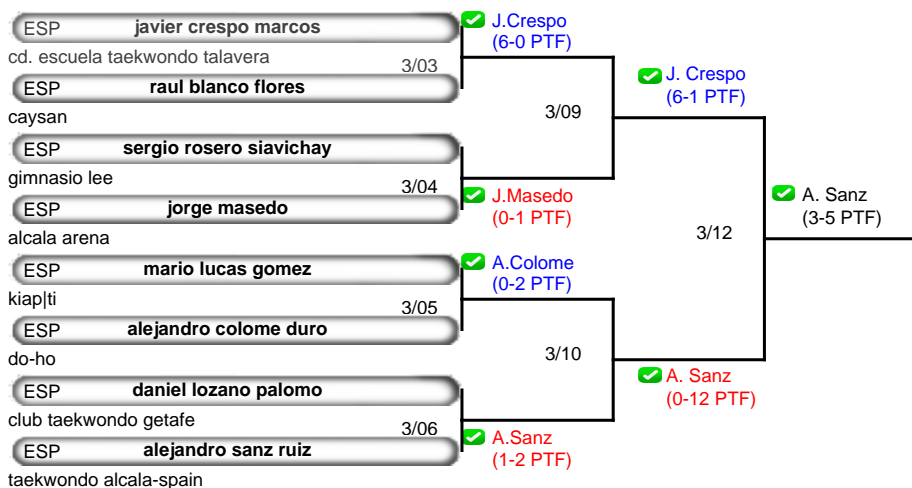 ESP javier crespo marcos
cd. escuela taekwondo talavera
3/03
ESP raul blanco flores
caysan
ESP sergio rosero siavichay
gimnasio lee
3/04
ESP jorge masedo
alcala arena
ESP mario lucas gomez
kiap|ti
3/05
ESP alejandro colome duro
do-ho
ESP daniel lozano palomo
club taekwondo getafe
3/06
ESP alejandro sanz ruiz
taekwondo alcala-spain
J.Crespo
(6-0 PTF)
3/09
J.Masedo
(0-1 PTF)
A.Colome
(0-2 PTF)
3/10
A.Sanz
(1-2 PTF)
J. Crespo
(6-1 PTF)
3/12
A. Sanz
(0-12 PTF)
A. Sanz
(3-5 PTF)